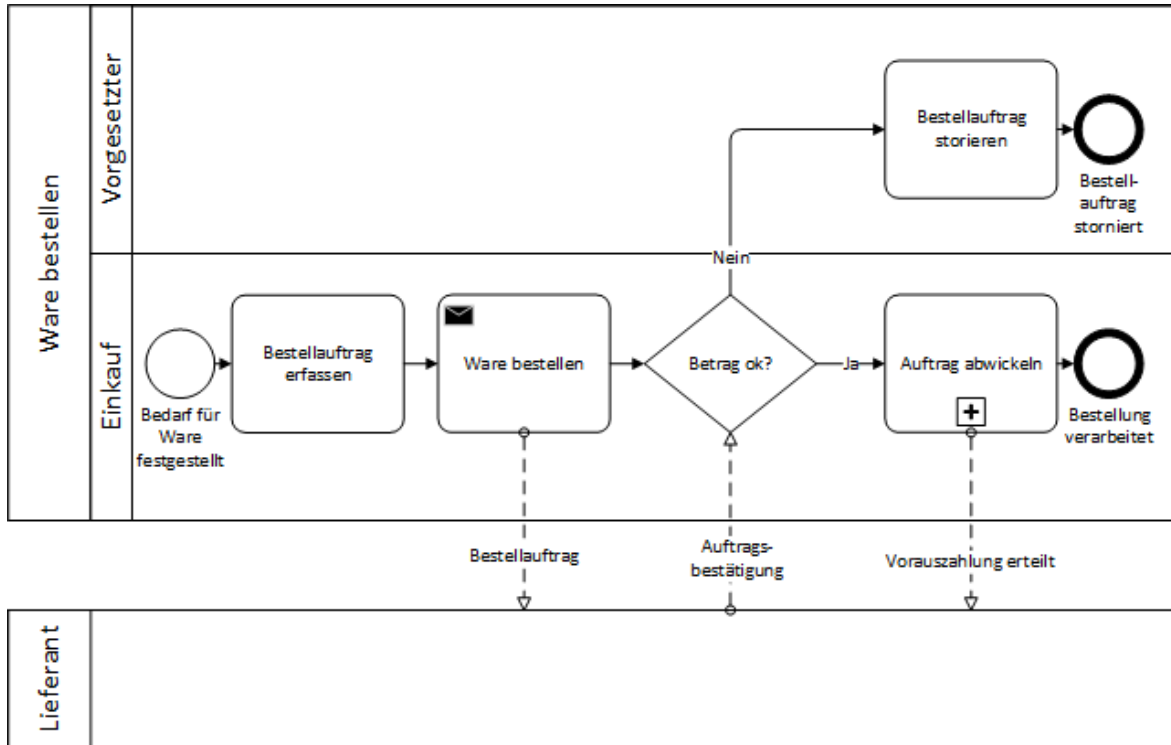 Ware bestellen
Vorgesetzter
Bestellauftrag
storieren
Bestell-
auftrag
storniert
Nein
Einkauf
Bedarf für
Ware
festgestellt
Bestellauftrag
erfassen
Ware bestellen
Betrag ok?
Ja
Auftrag abwickeln
Bestellung
verarbeitet
Bestellauftrag
Auftrags-
bestätigung
Vorauszahlung erteilt
Lieferant